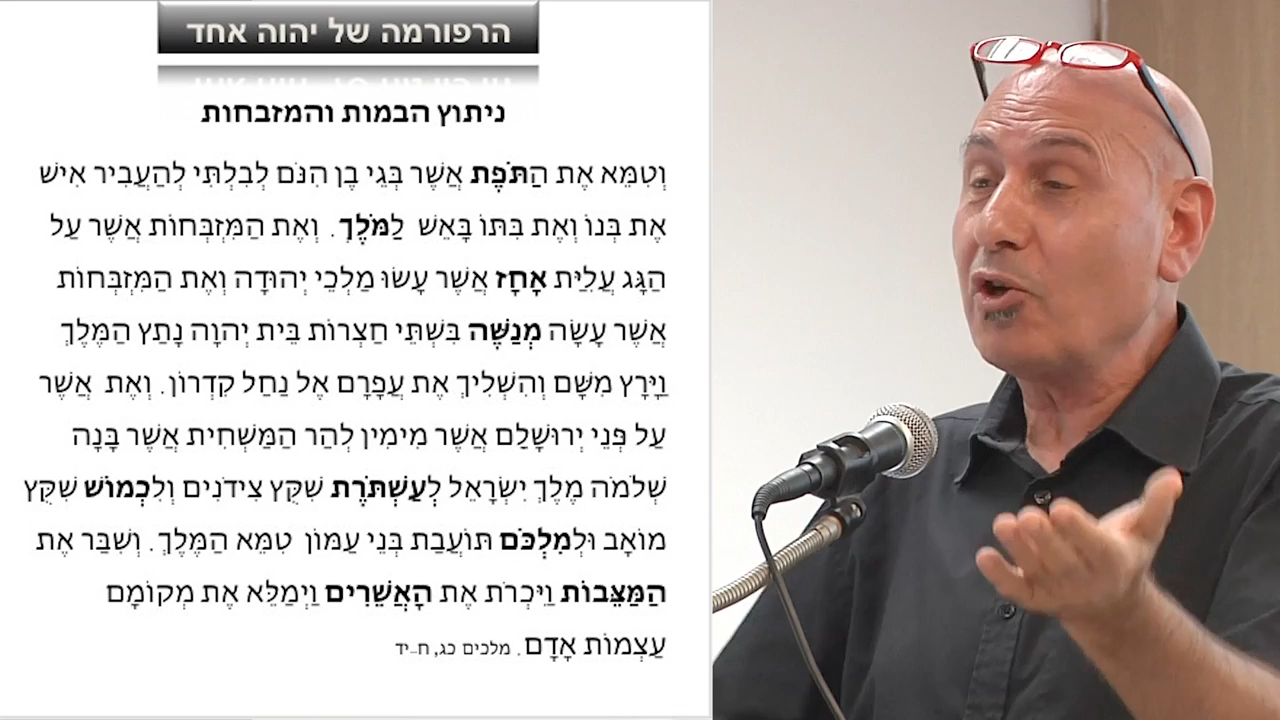 הרפורמה של יהוה אחד
ניתוץ הבמות והמזבחות
וְטִמֵּא אֶת הַתֹּפֶת אֲשֶׁר בְּגֵי בֶן הִנֹּם לְבִלְתִּי לְהַעֲבִיר אִישׁ
אֶת בְּנוֹ וְאֶת בִּתּוֹ בָּאֵשׁ לַמֹּלֶךְ. וְאֶת הַמִּזְבְּחוֹת אֲשֶׁר עַל
הַגָּג עֲלִיַּת אָחָז אֲשֶׁר עָשׂוּ מַלְכֵי יְהוּדָה וְאֶת הַמִּזְבְּחוֹת
אֲשֶׁר עָשָׂה מְנַשֶּׁה בִּשְׁתֵּי חַצְרוֹת בֵּית יְהוָה נָתַץ הַמֶּלֶךְ
וַיָּרָץ מִשָּׁם וְהִשְׁלִיךְ אֶת עֲפָרָם אֶל נַחַל קִדְרוֹן. וְאֶת אֲשֶׁר
עַל פְּנֵי יְרוּשָׁלִַם אֲשֶׁר מִימִין לְהַר הַמַּשְׁחִית אֲשֶׁר בָּנָה
שְׁלֹמֹה מֶלֶךְ יִשְׂרָאֵל לְעַשְׁתֹּרֶת שִׁקֻּץ צִידֹנִים וְלִכְמוֹשׁ שִׁקֻּץ
מוֹאָב וּלְמִלְכֹּם תּוֹעֲבַת בְּנֵי עַמּוֹן טִמֵּא הַמֶּלֶךְ. וְשִׁבַּר אֶת
הַמַּצֵּבוֹת וַיִּכְרֹת אֶת הָאֲשֵׁרִים וַיְמַלֵּא אֶת מְקוֹמָם
עַצְמוֹת אָדָם. מלכים כג, ח-יד